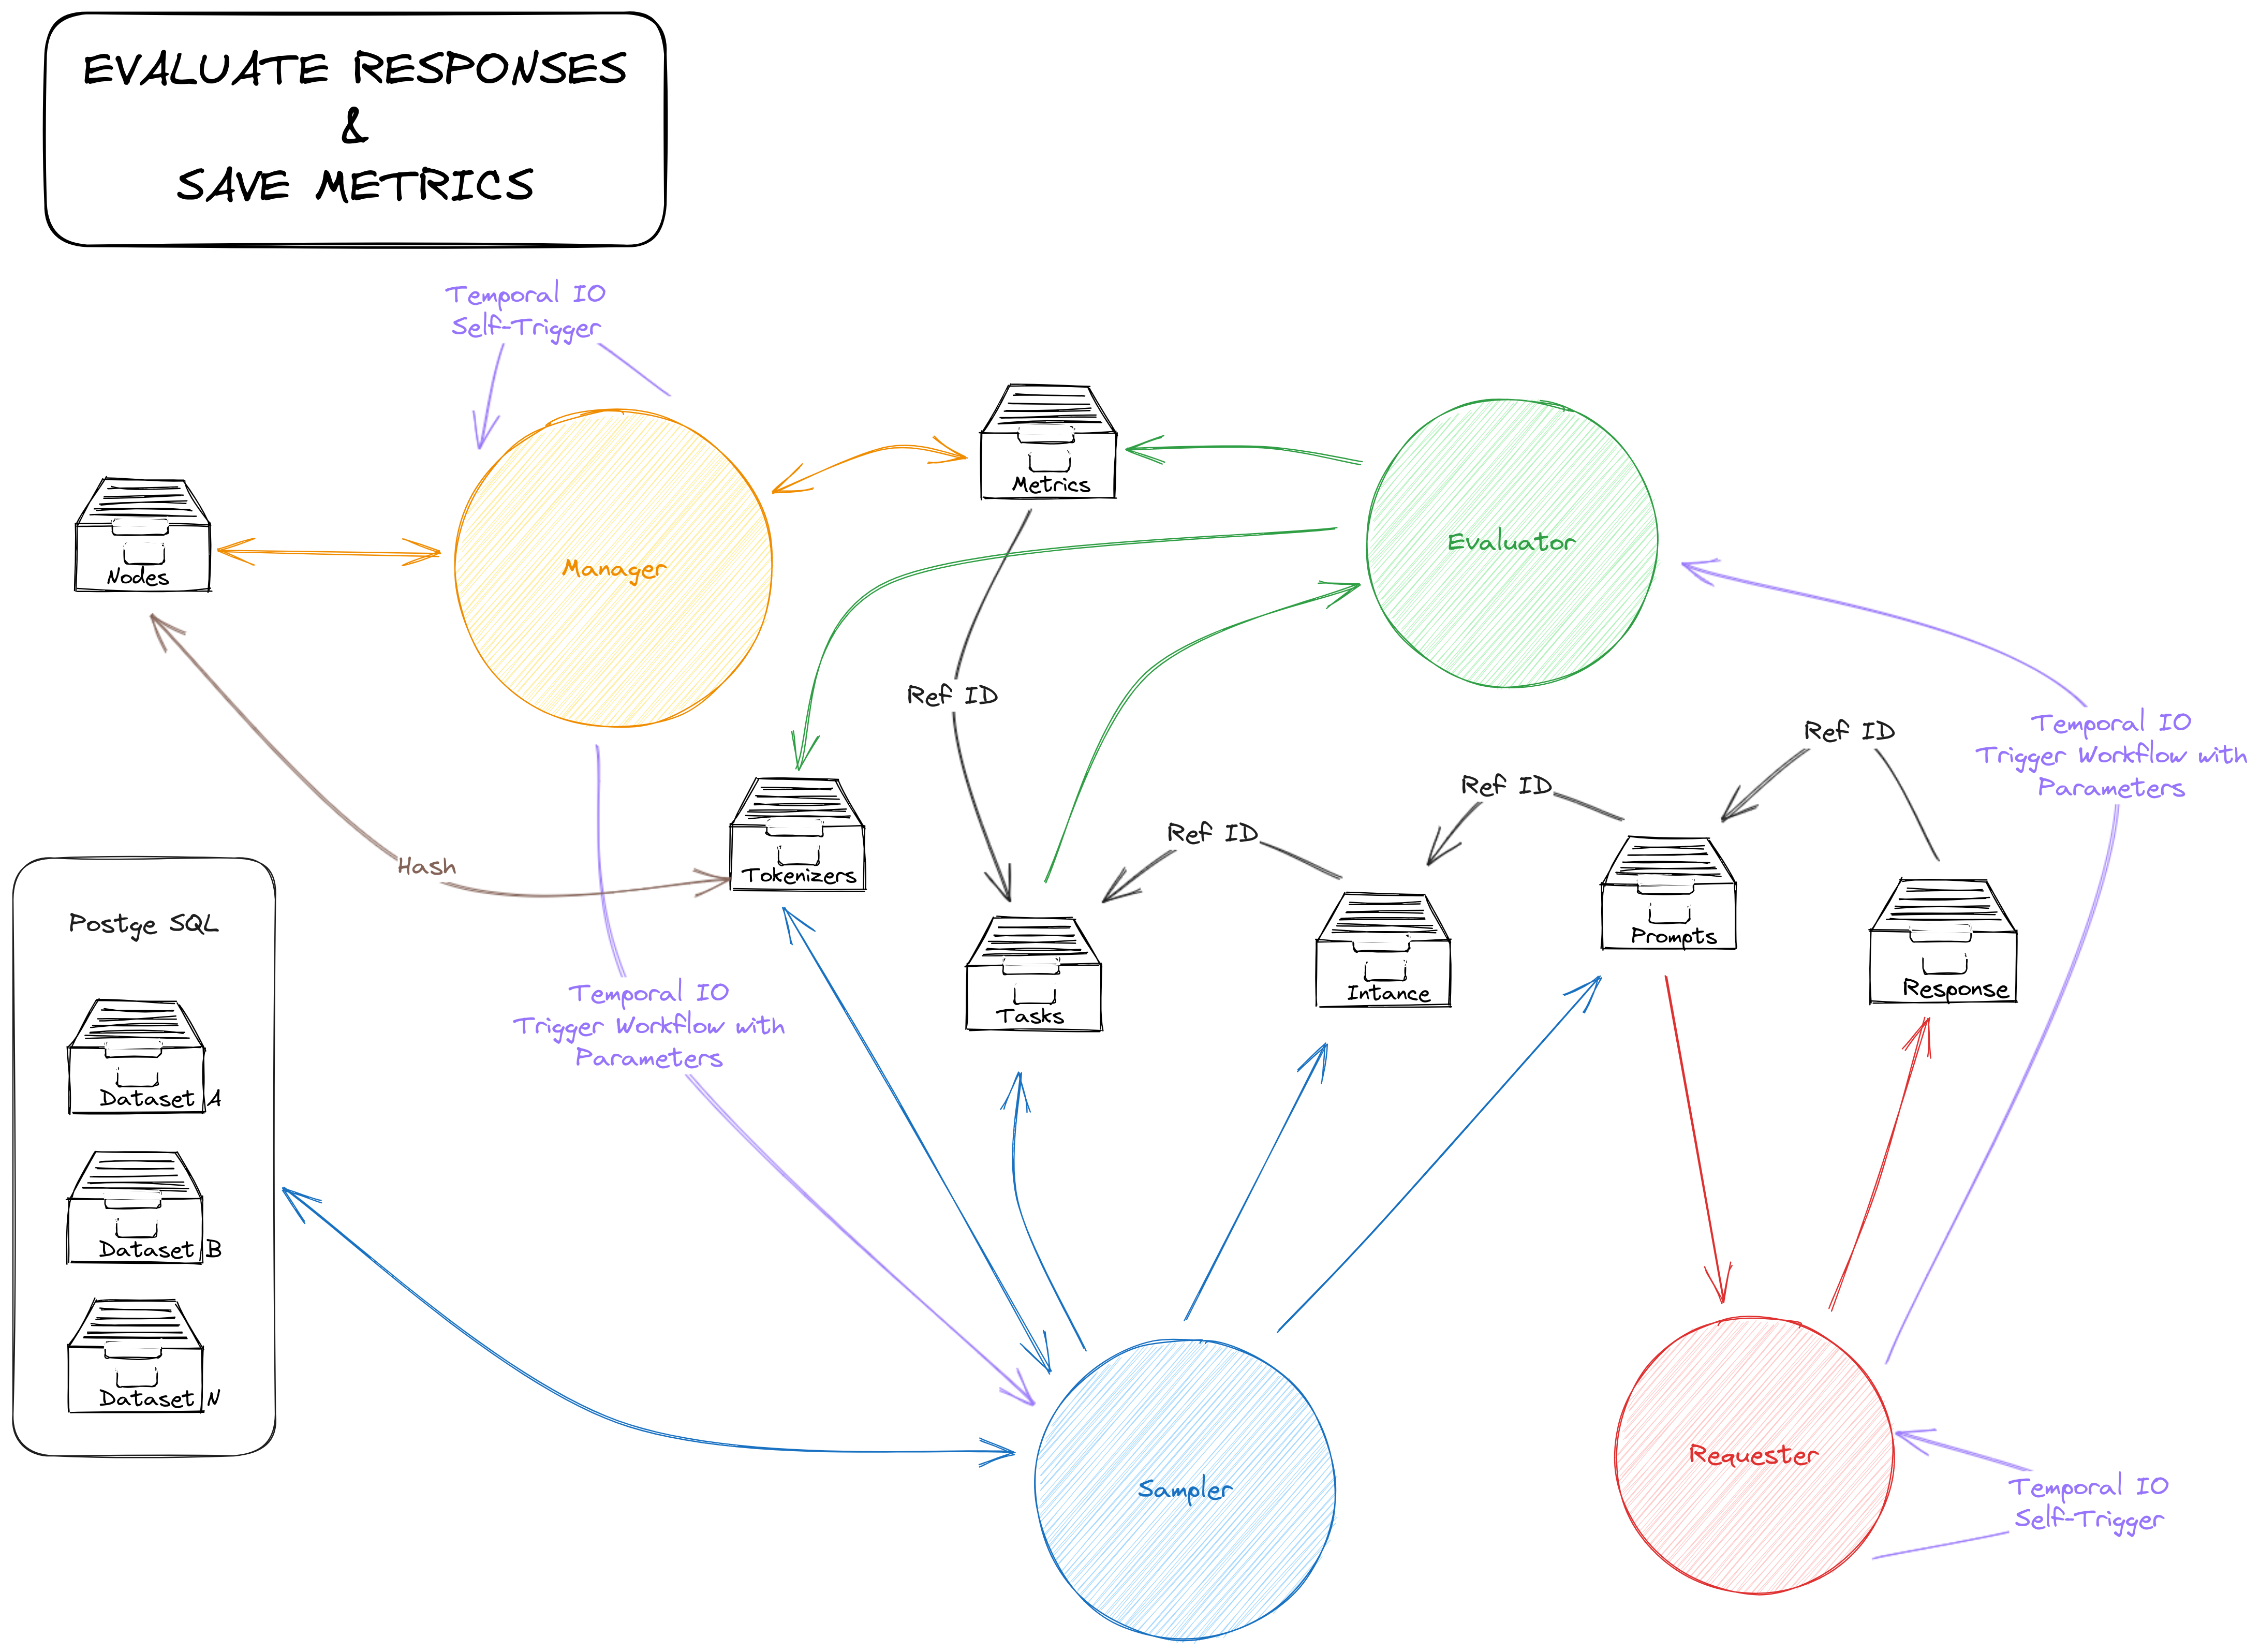 EVALUATE RESPONSES
&
SAVE METRICS
Temporal IO
Self-Trigger
Metrics
Nodes
Manager
Evaluator
Ref ID
Temporal IO
Trigger Workflow with
Parameters
Ref ID
Ref ID
Ref ID
Hash
Tokenizers
Tasks
Intance
Prompts
Response
Postge SQL
Dataset A
Dataset B
Dataset N
Temporal IO
Trigger Workflow with
Parameters
Sampler
Requester
Temporal IO
Self-Trigger